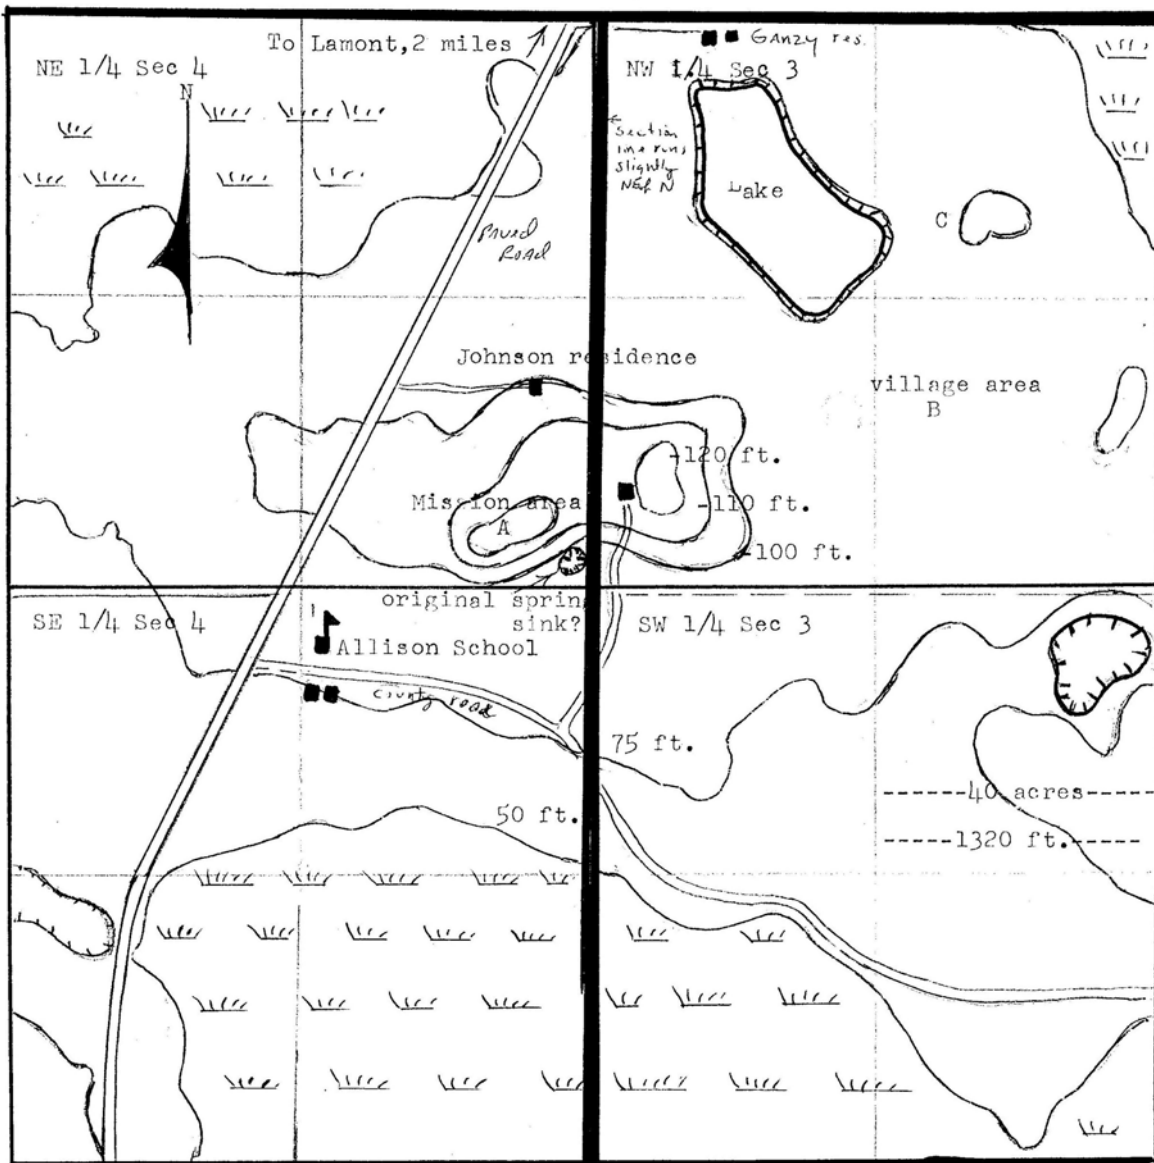 To Lamont, 2 miles
Ganzy res.
NE 1/4 Sec 4
NW 1/4 Sec 3
N
Section
line runs
slightly
NE of N
Lake
C
Paved
Road
Johnson residence
village area
B
-120 ft.
Mission area
A
-110 ft.
-100 ft.
original spring
sink?
SE 1/4 Sec 4
SW 1/4 Sec 3
Allison School
County road
75 ft.
40 acres
50 ft.
1320 ft.